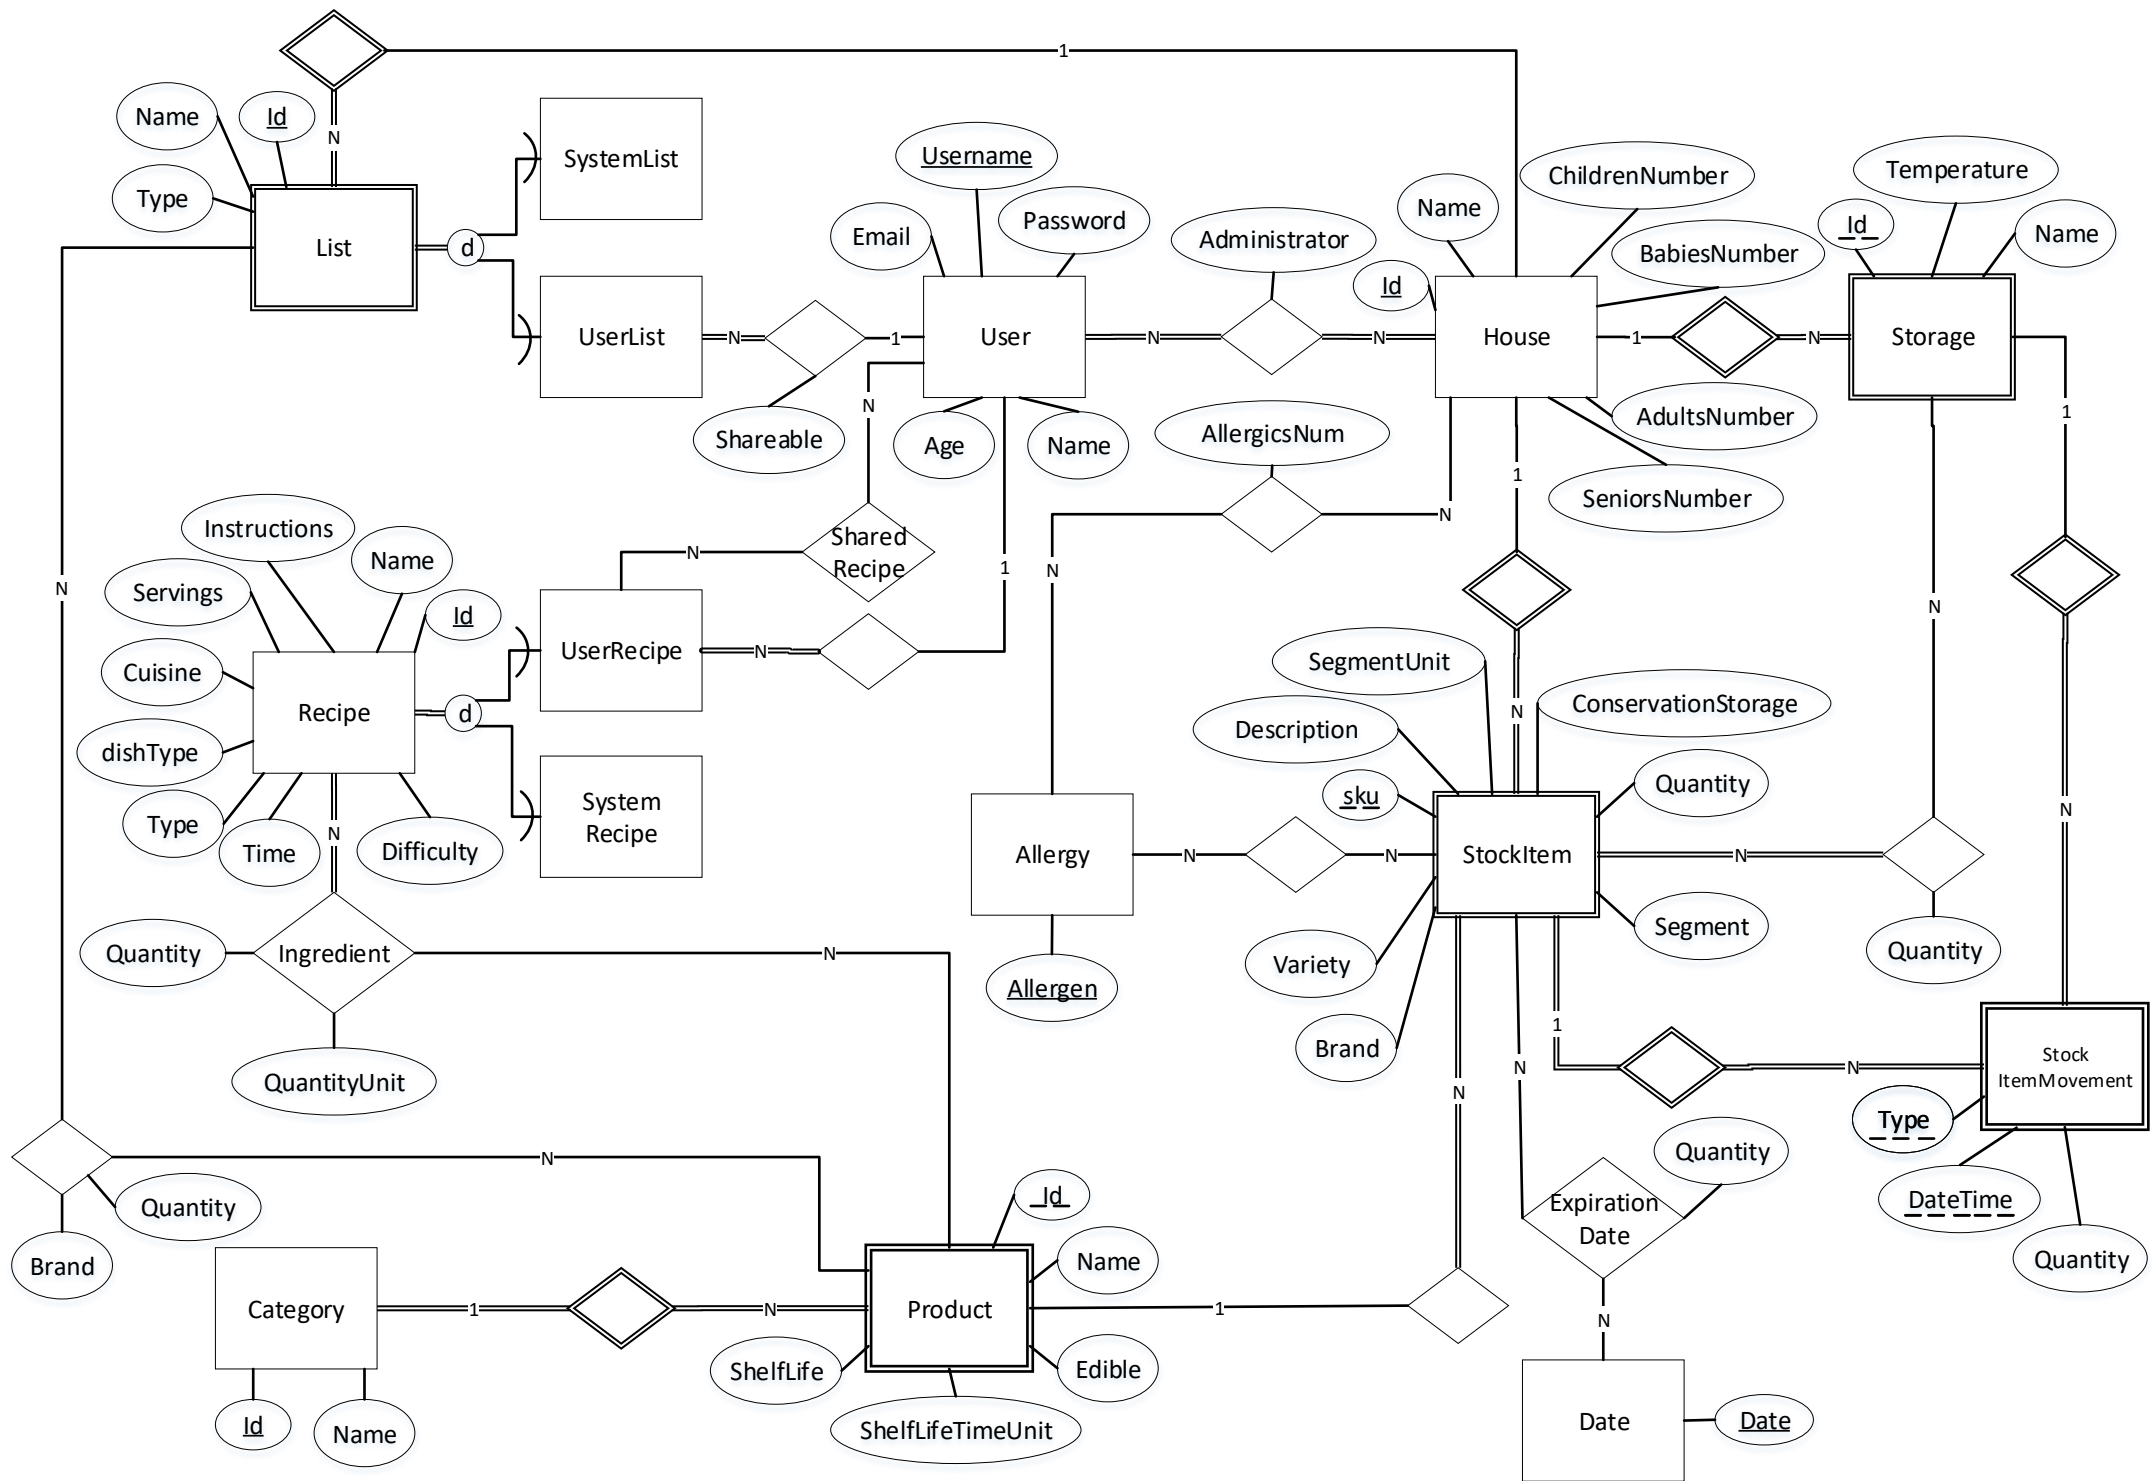 1
Name
Id
N
SystemList
Type
List
d
UserList
N
1
Shareable
Username
Email
Password
User
Age
Name
N
Administrator
N
N
AllergicsNum
N
N
Name
ChildrenNumber
BabiesNumber
Id
House
AdultsNumber
SeniorsNumber
1
N
1
Temperature
Id
Name
Storage
1
N
N
Shared
Recipe
N
1
N
Instructions
Name
Servings
Id
Cuisine
Recipe
dishType
Type
Time
Difficulty
d
UserRecipe
N
System
Recipe
N
Quantity
Ingredient
N
QuantityUnit
SegmentUnit
ConservationStorage
Description
N
Quantity
sku
StockItem
Allergy
N
N
N
Allergen
Variety
Brand
Segment
Quantity
N
1
N
N
N
Stock
ItemMovement
Type
DateTime
Quantity
Quantity
Expiration
Date
N
Date
Date
N
Quantity
Brand
Category
1
N
Id
Name
Product
Id
Name
ShelfLife
Edible
ShelfLifeTimeUnit
1